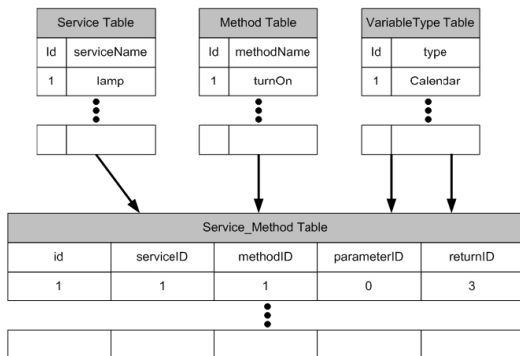 Service Table
Method Table
VariableType Table
Id serviceName
Id methodName
Id type
1 lamp
1 turnOn
1 Calendar
Service_Method Table
id serviceID methodID parameterID returnID
1 1 1 0 3